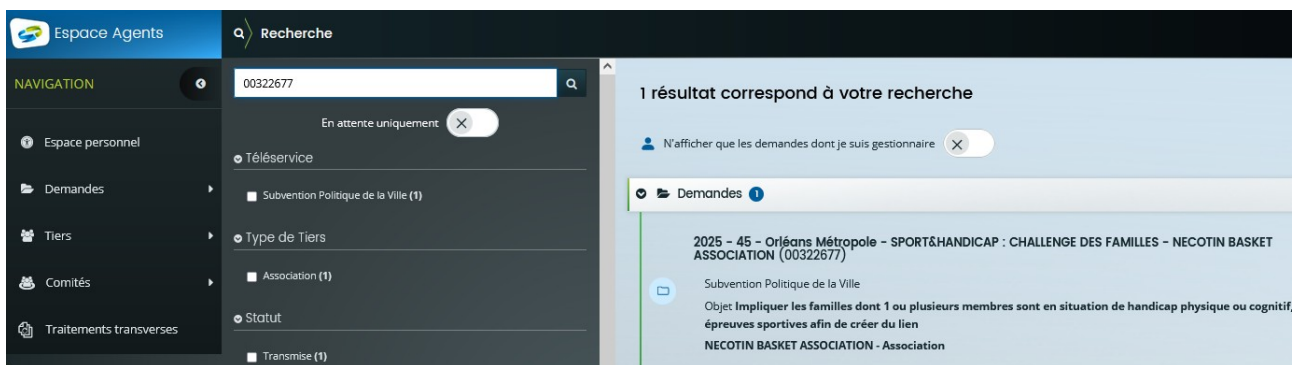 Espace Agents
Recherche
NAVIGATION
Espace personnel
Demandes
Tiers
Comités
Traitements transverses
00322677
En attente uniquement
Téléservice
Subvention Politique de la Ville (1)
Type de Tiers
Association (1)
Statut
Transmise (1)
1 résultat correspond à votre recherche
N'afficher que les demandes dont je suis gestionnaire
Demandes 1
2025 - 45 - Orléans Métropole - SPORT&HANDICAP : CHALLENGE DES FAMILLES - NECOTIN BASKET
ASSOCIATION (00322677)
Subvention Politique de la Ville
Objet Impliquer les familles dont 1 ou plusieurs membres sont en situation de handicap physique ou cognitif,
épreuves sportives afin de créer du lien
NECOTIN BASKET ASSOCIATION - Association